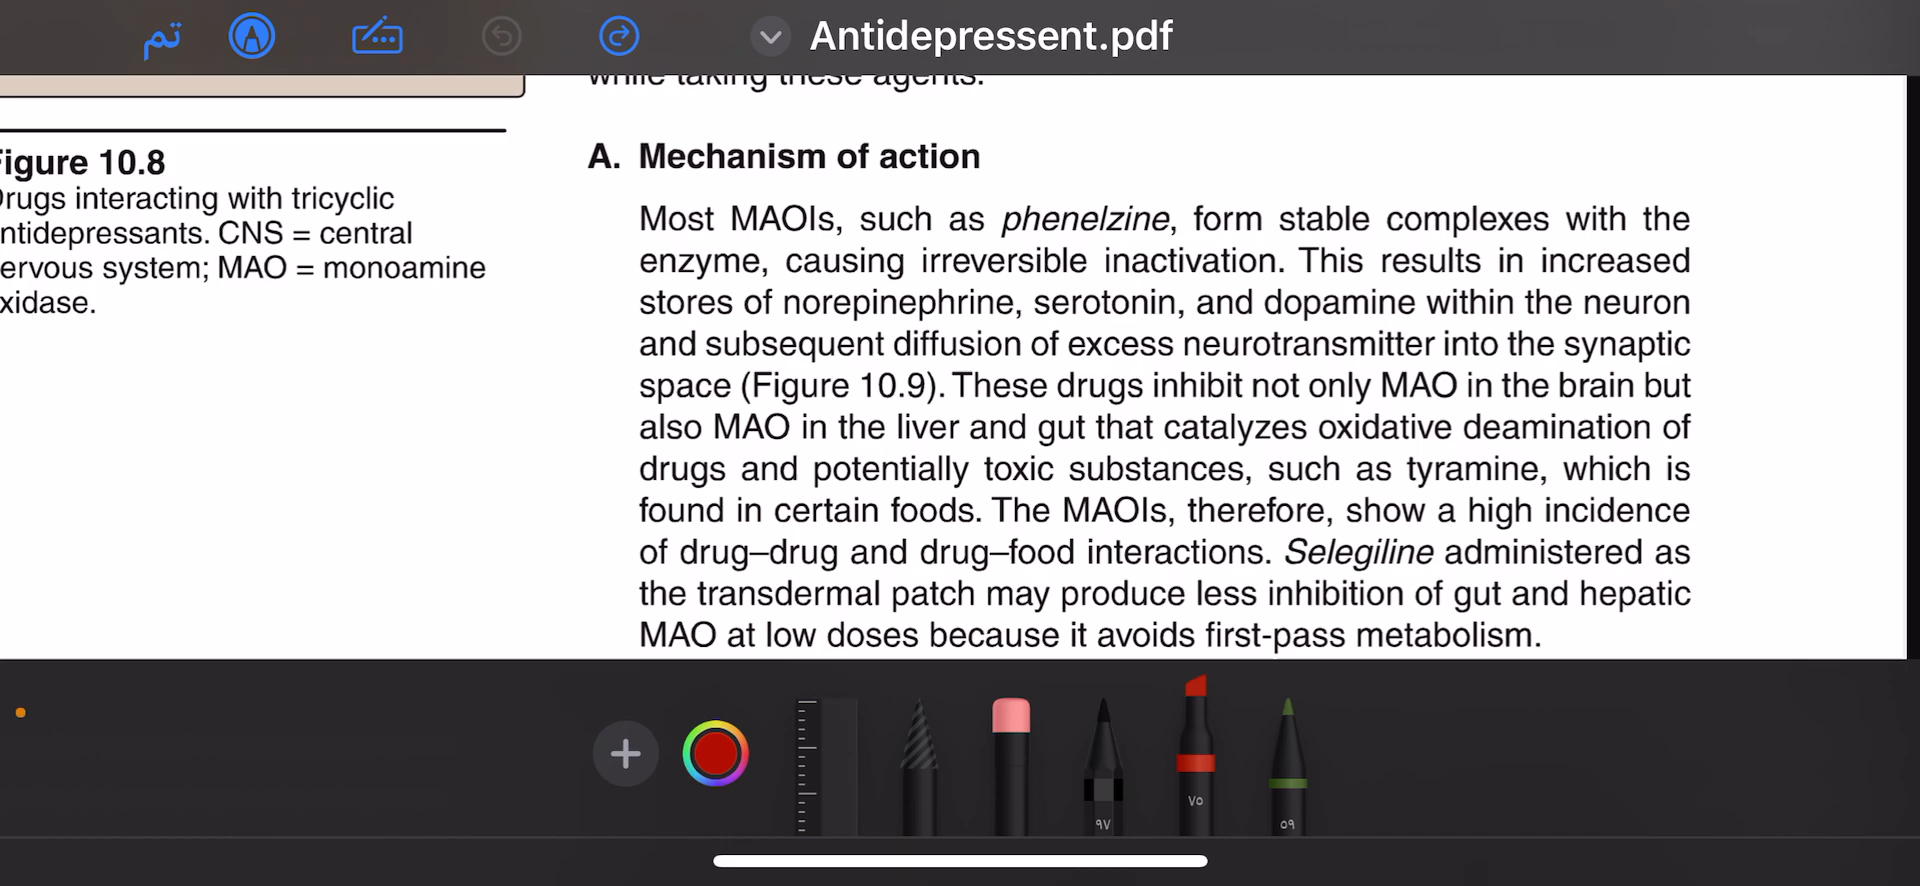 تم
Antidepressent.pdf
while taking these agents.
igure 10.8
rugs interacting with tricyclic
ntidepressants. CNS = central
ervous system; MAO = monoamine
xidase.
A. Mechanism of action
Most MAOIs, such as phenelzine, form stable complexes with the
enzyme, causing irreversible inactivation. This results in increased
stores of norepinephrine, serotonin, and dopamine within the neuron
and subsequent diffusion of excess neurotransmitter into the synaptic
space (Figure 10.9). These drugs inhibit not only MAO in the brain but
also MAO in the liver and gut that catalyzes oxidative deamination of
drugs and potentially toxic substances, such as tyramine, which is
found in certain foods. The MAOIs, therefore, show a high incidence
of drug–drug and drug–food interactions. Selegiline administered as
the transdermal patch may produce less inhibition of gut and hepatic
MAO at low doses because it avoids first-pass metabolism.
٩٧
٧٥
٥٩